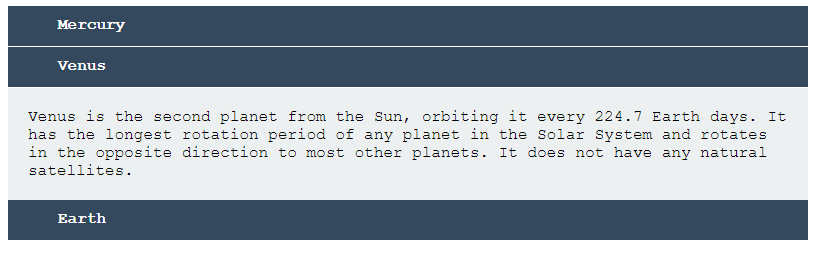 Mercury
Venus
Venus is the second planet from the Sun, orbiting it every 224.7 Earth days. It
has the longest rotation period of any planet in the Solar System and rotates
in the opposite direction to most other planets. It does not have any natural
satellites.
Earth